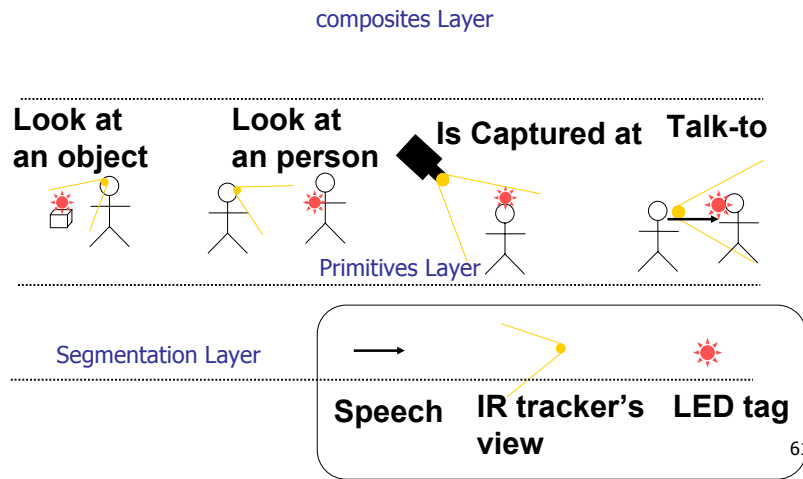 composites Layer
Look at
an object
Look at
an person
Is Captured at
Talk-to
Primitives Layer
Segmentation Layer
Speech
IR tracker's
view
LED tag
61